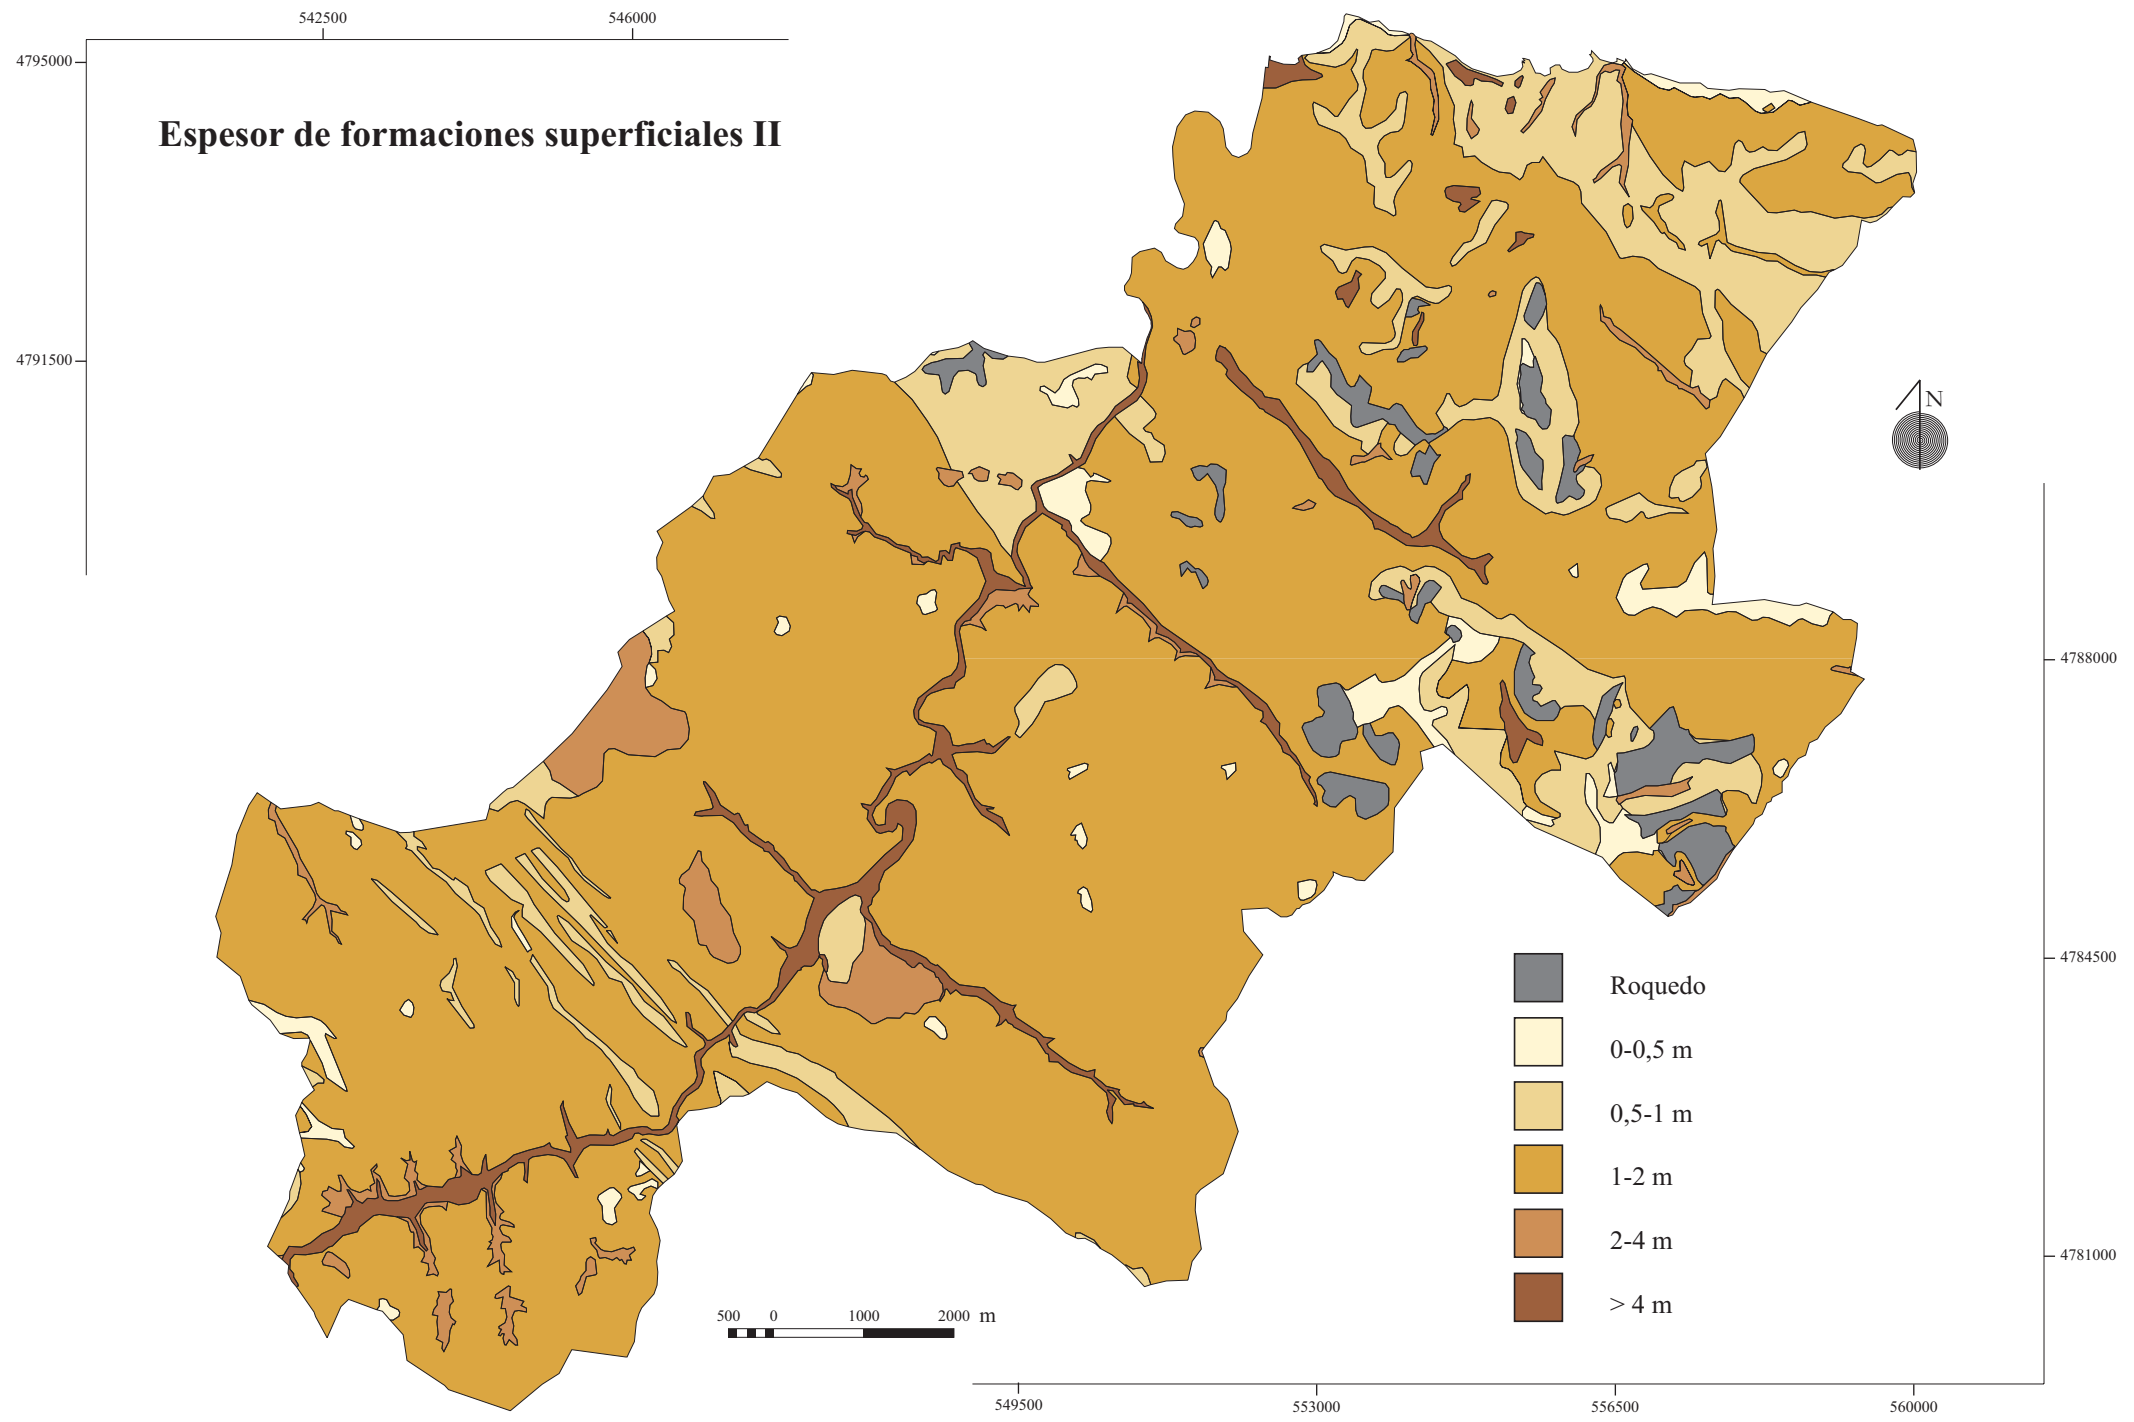 542500 546000
4795000
Espesor de formaciones superficiales II
4791500
N
4788000
4784500
Roquedo
0-0,5 m
0,5-1 m
1-2 m
2-4 m
> 4 m
4781000
500 0 1000 2000 m
549500 553000 556500 560000